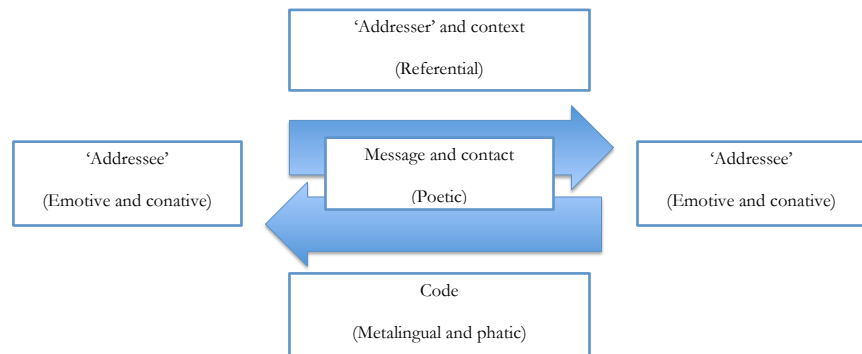 ‘Addresser’ and context
(Referential)
‘Addressee’
(Emotive and conative)
Message and contact
(Poetic)
‘Addressee’
(Emotive and conative)
Code
(Metalingual and phatic)